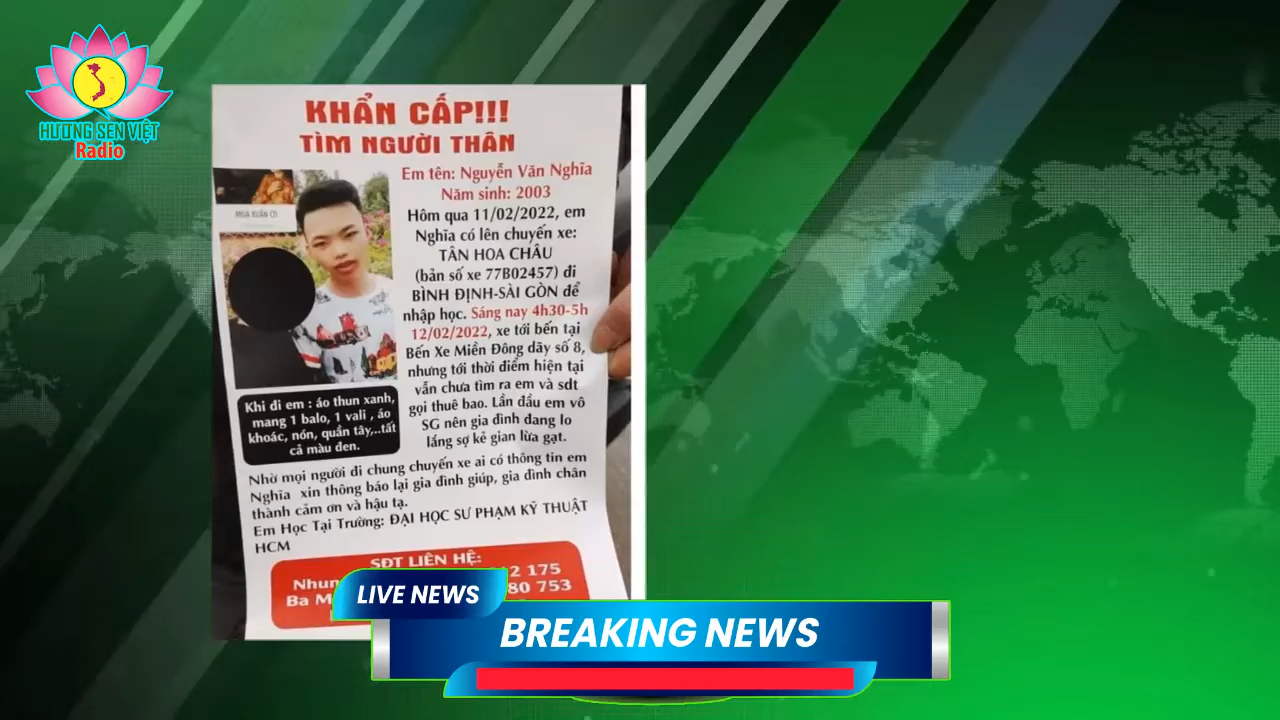 HƯƠNG SEN VIỆT
Radio
KHẨN CẤP!!!
TÌM NGƯỜI THÂN
Em tên: Nguyễn Văn Nghĩa
Năm sinh: 2003
Hôm qua 11/02/2022, em
Nghĩa có lên chuyến xe:
TÂN HOA CHÂU
(bản số xe 77B02457) đi
BÌNH ĐỊNH-SÀI GÒN để
nhập học. Sáng nay 4h30-5h
12/02/2022, xe tới bến tại
Bến Xe Miền Đông dãy số 8,
nhưng tới thời điểm hiện tại
vẫn chưa tìm ra em và sdt
gọi thuê bao. Lần đầu em vô
SG nên gia đình đang lo
lắng sợ kẻ gian lừa gạt.
MÙA XUÂN ƠI
Khi đi em : áo thun xanh,
mang 1 balo, 1 vali , áo
khoác, nón, quần tây,..tất
cả màu đen.
Nhờ mọi người đi chung chuyến xe ai có thông tin em
Nghĩa xin thông báo lại gia đình giúp, gia đình chân
thành cảm ơn và hậu tạ.
Em Học Tại Trường: ĐẠI HỌC SƯ PHẠM KỸ THUẬT
HCM
SĐT LIÊN HỆ:
Nhun 2 175
Ba M 80 753
LIVE NEWS
BREAKING NEWS